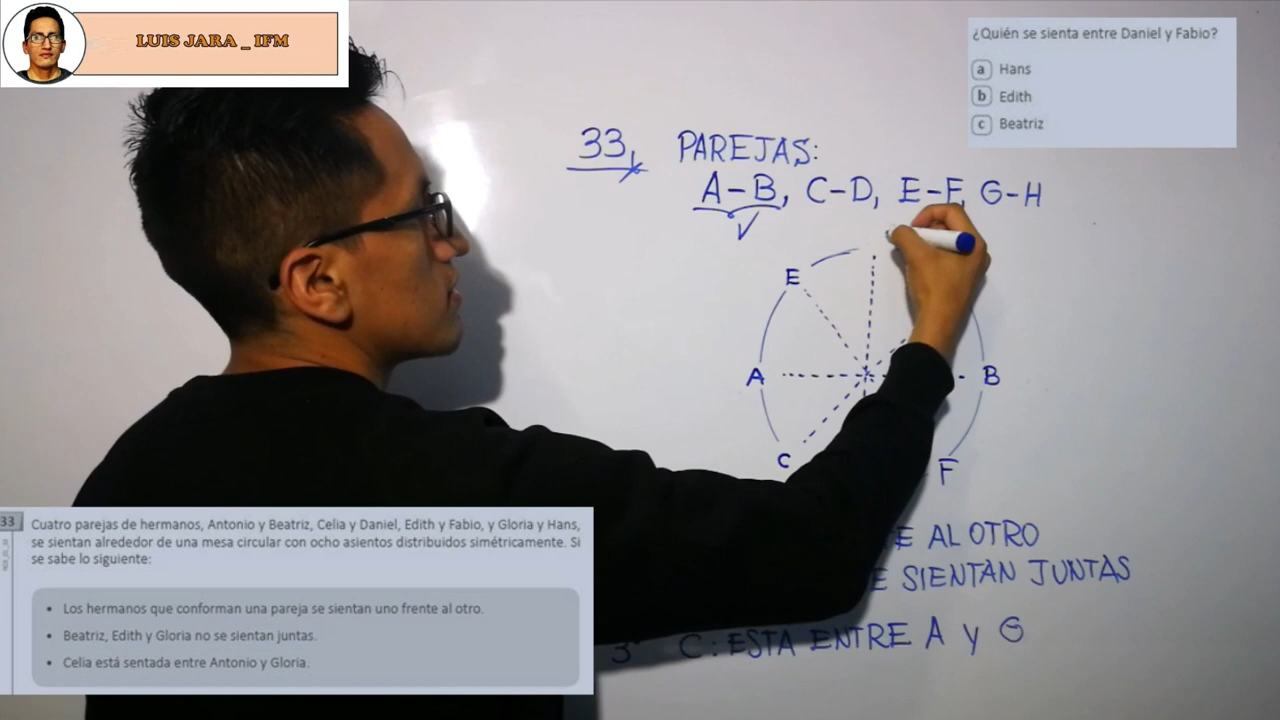 LUIS JARA _ IFM
¿Quién se sienta entre Daniel y Fabio?
a Hans
b Edith
c Beatriz
33, PAREJAS:
A-B, C-D, E-F, G-H
E
A
B
C
F
E AL OTRO
E SIENTAN JUNTAS
3° C: ESTA ENTRE A y G
33
Cuatro parejas de hermanos, Antonio y Beatriz, Celia y Daniel, Edith y Fabio, y Gloria y Hans,
se sientan alrededor de una mesa circular con ocho asientos distribuidos simétricamente. Si
se sabe lo siguiente:
• Los hermanos que conforman una pareja se sientan uno frente al otro.
• Beatriz, Edith y Gloria no se sientan juntas.
• Celia está sentada entre Antonio y Gloria.